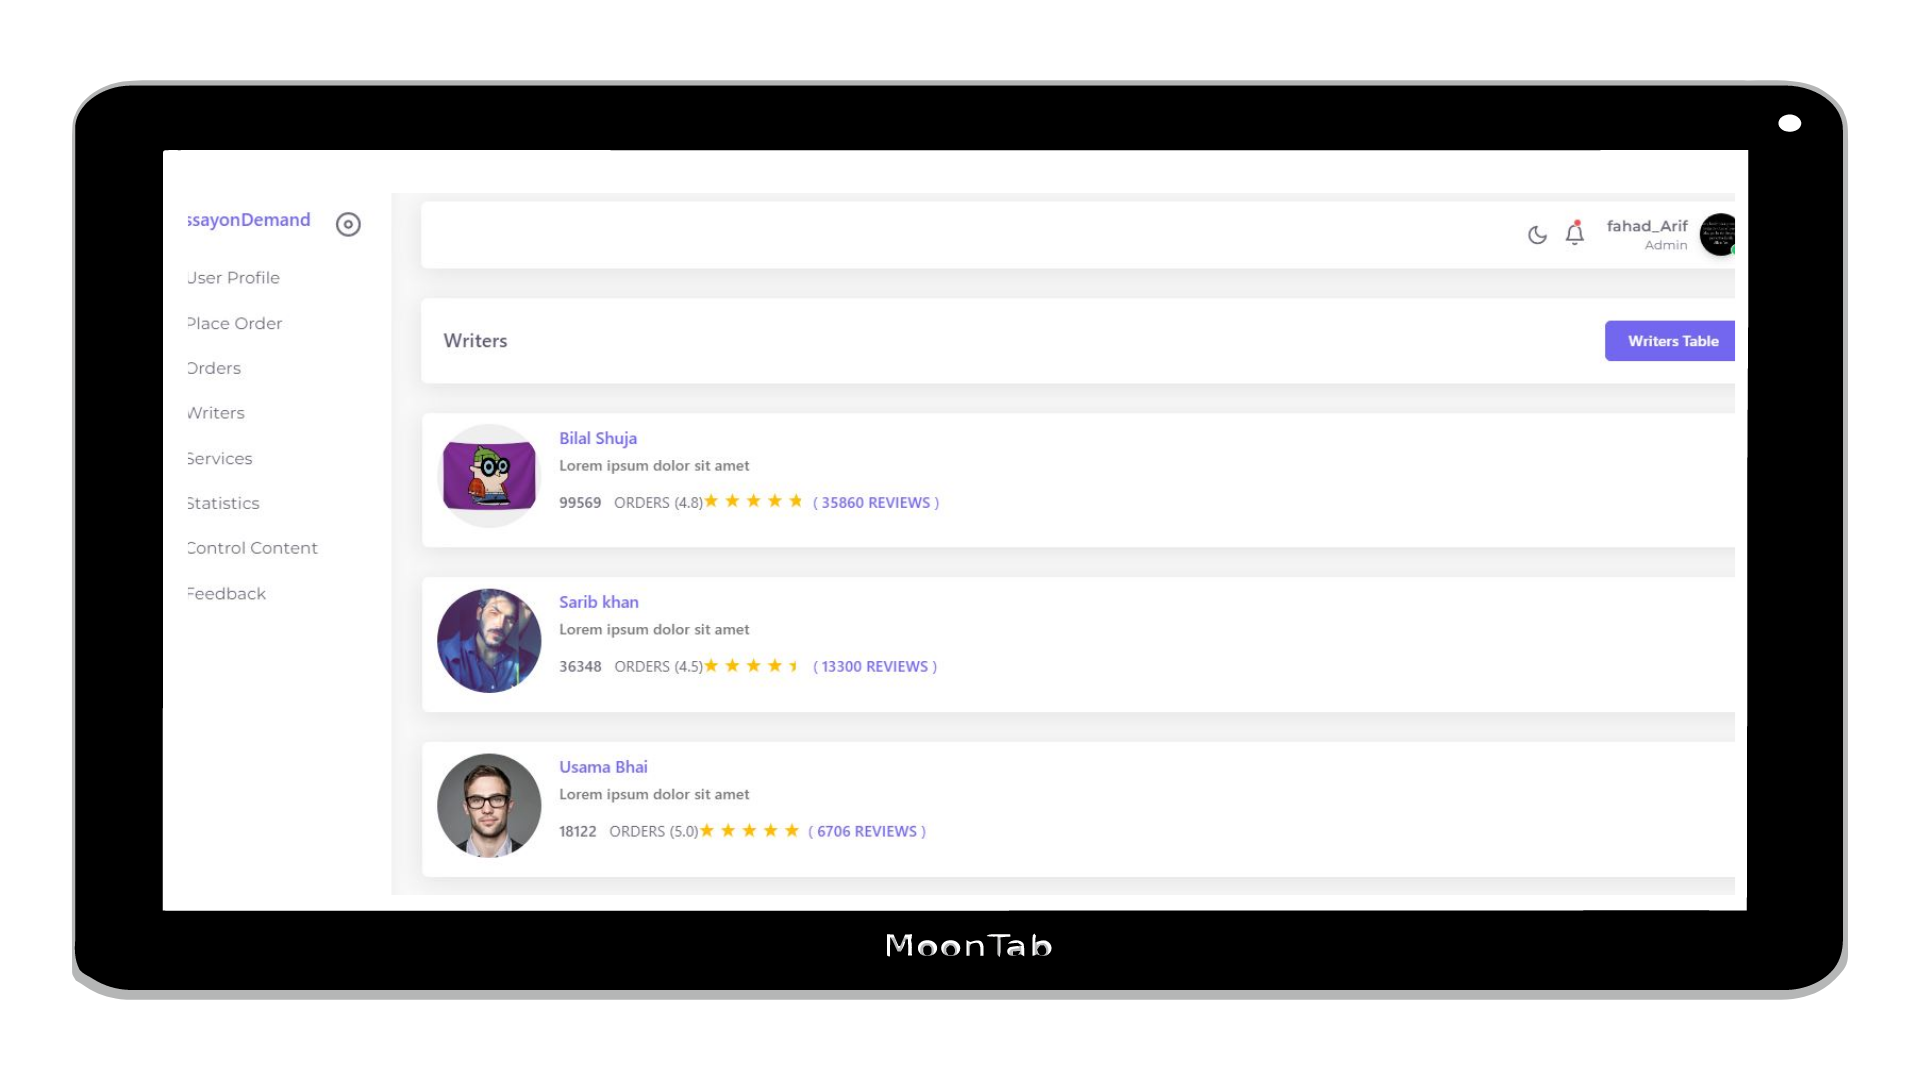 ssayonDemand
User Profile
Place Order
Orders
Writers
Services
Statistics
Control Content
Feedback
fahad_Arif
Admin
Writers
Writers Table
Bilal Shuja
Lorem ipsum dolor sit amet
99569 ORDERS (4.8) ( 35860 REVIEWS )
Sarib khan
Lorem ipsum dolor sit amet
36348 ORDERS (4.5) ( 13300 REVIEWS )
Usama Bhai
Lorem ipsum dolor sit amet
18122 ORDERS (5.0) ( 6706 REVIEWS )
MoonTab